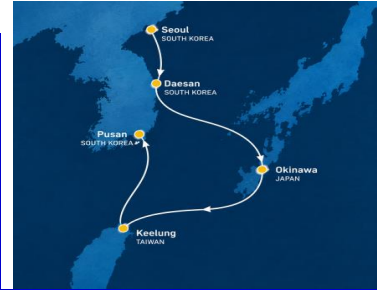 Seoul
SOUTH KOREA
Daesan
SOUTH KOREA
Pusan
SOUTH KOREA
Okinawa
JAPAN
Keelung
TAIWAN